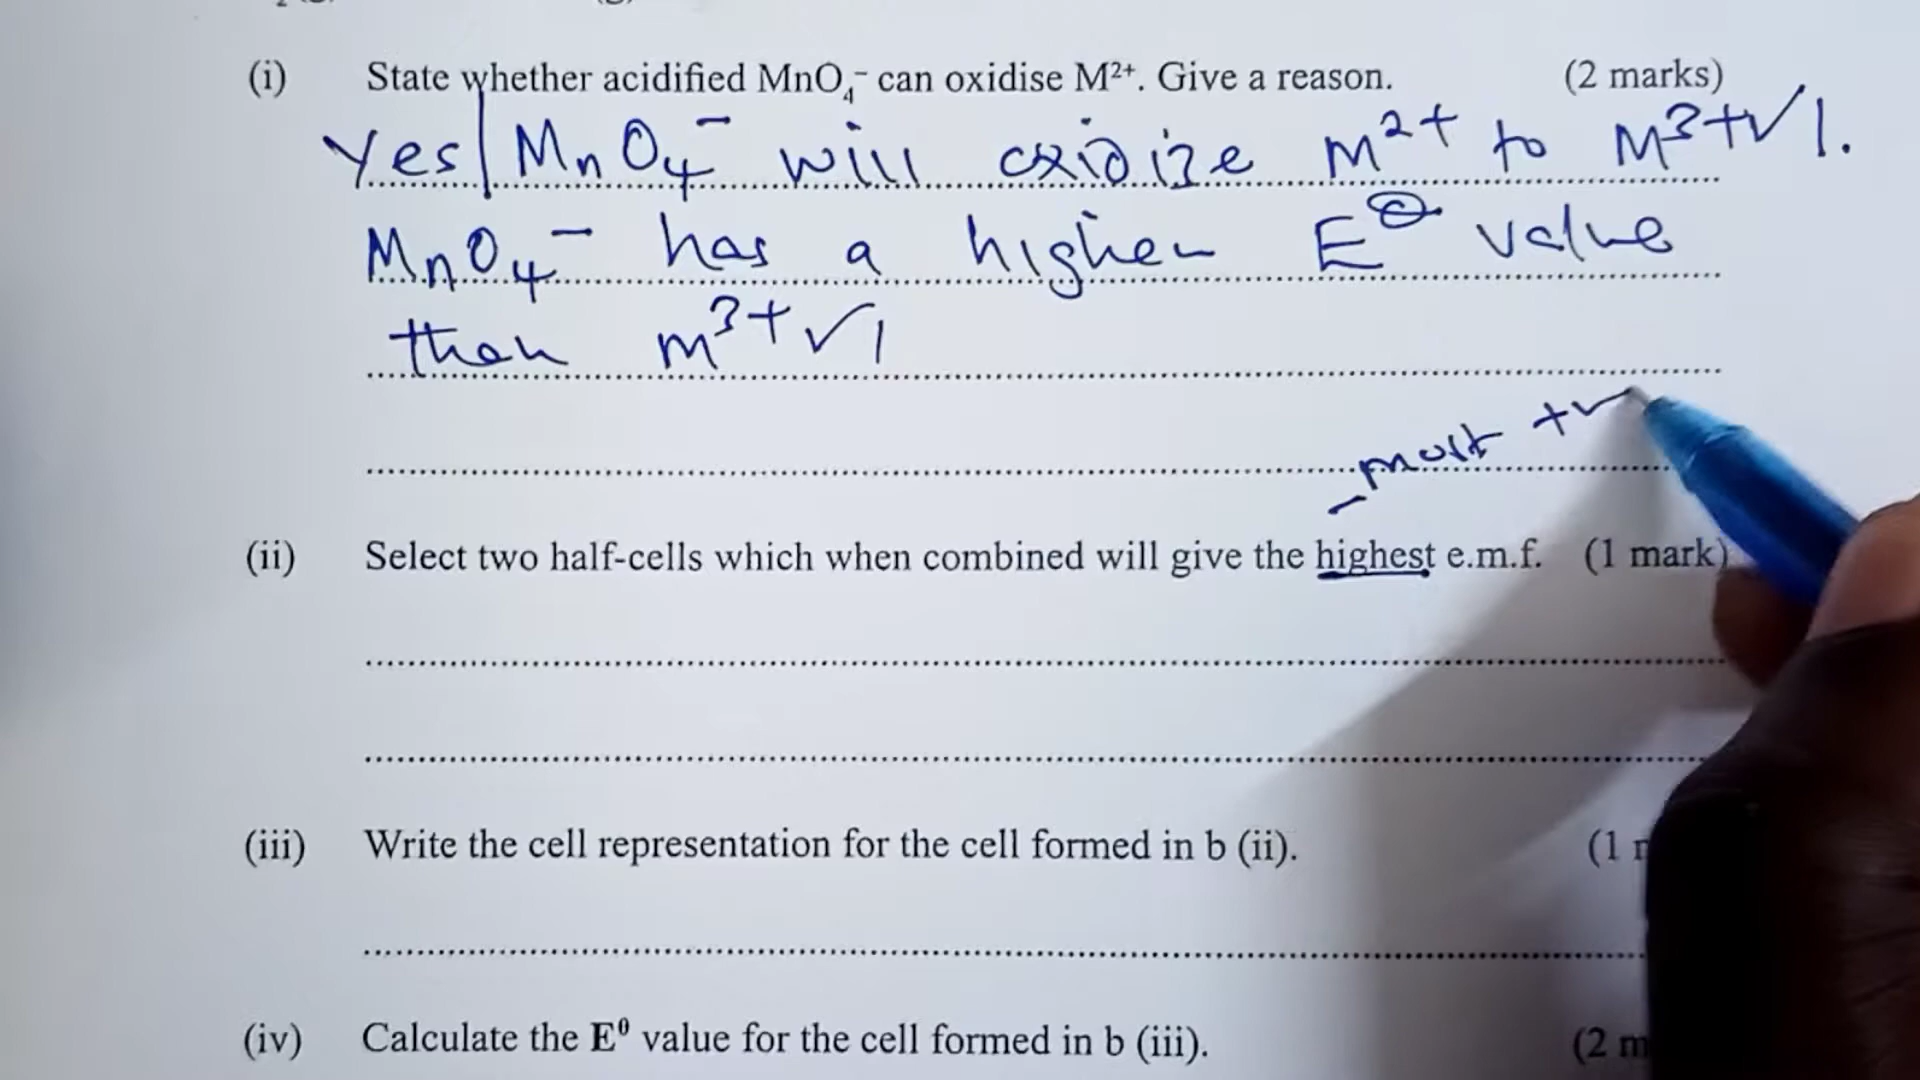 (i) State whether acidified MnO₄⁻ can oxidise M²⁺. Give a reason. (2 marks)
Yes | MnO₄⁻ will oxidize M²⁺ to M³⁺ ✓1.
MnO₄⁻ has a higher E⊖ value
than M³⁺ ✓1
- most +v
(ii) Select two half-cells which when combined will give the highest e.m.f. (1 mark)
(iii) Write the cell representation for the cell formed in b (ii). (1
(iv) Calculate the E⁰ value for the cell formed in b (iii). (2 m